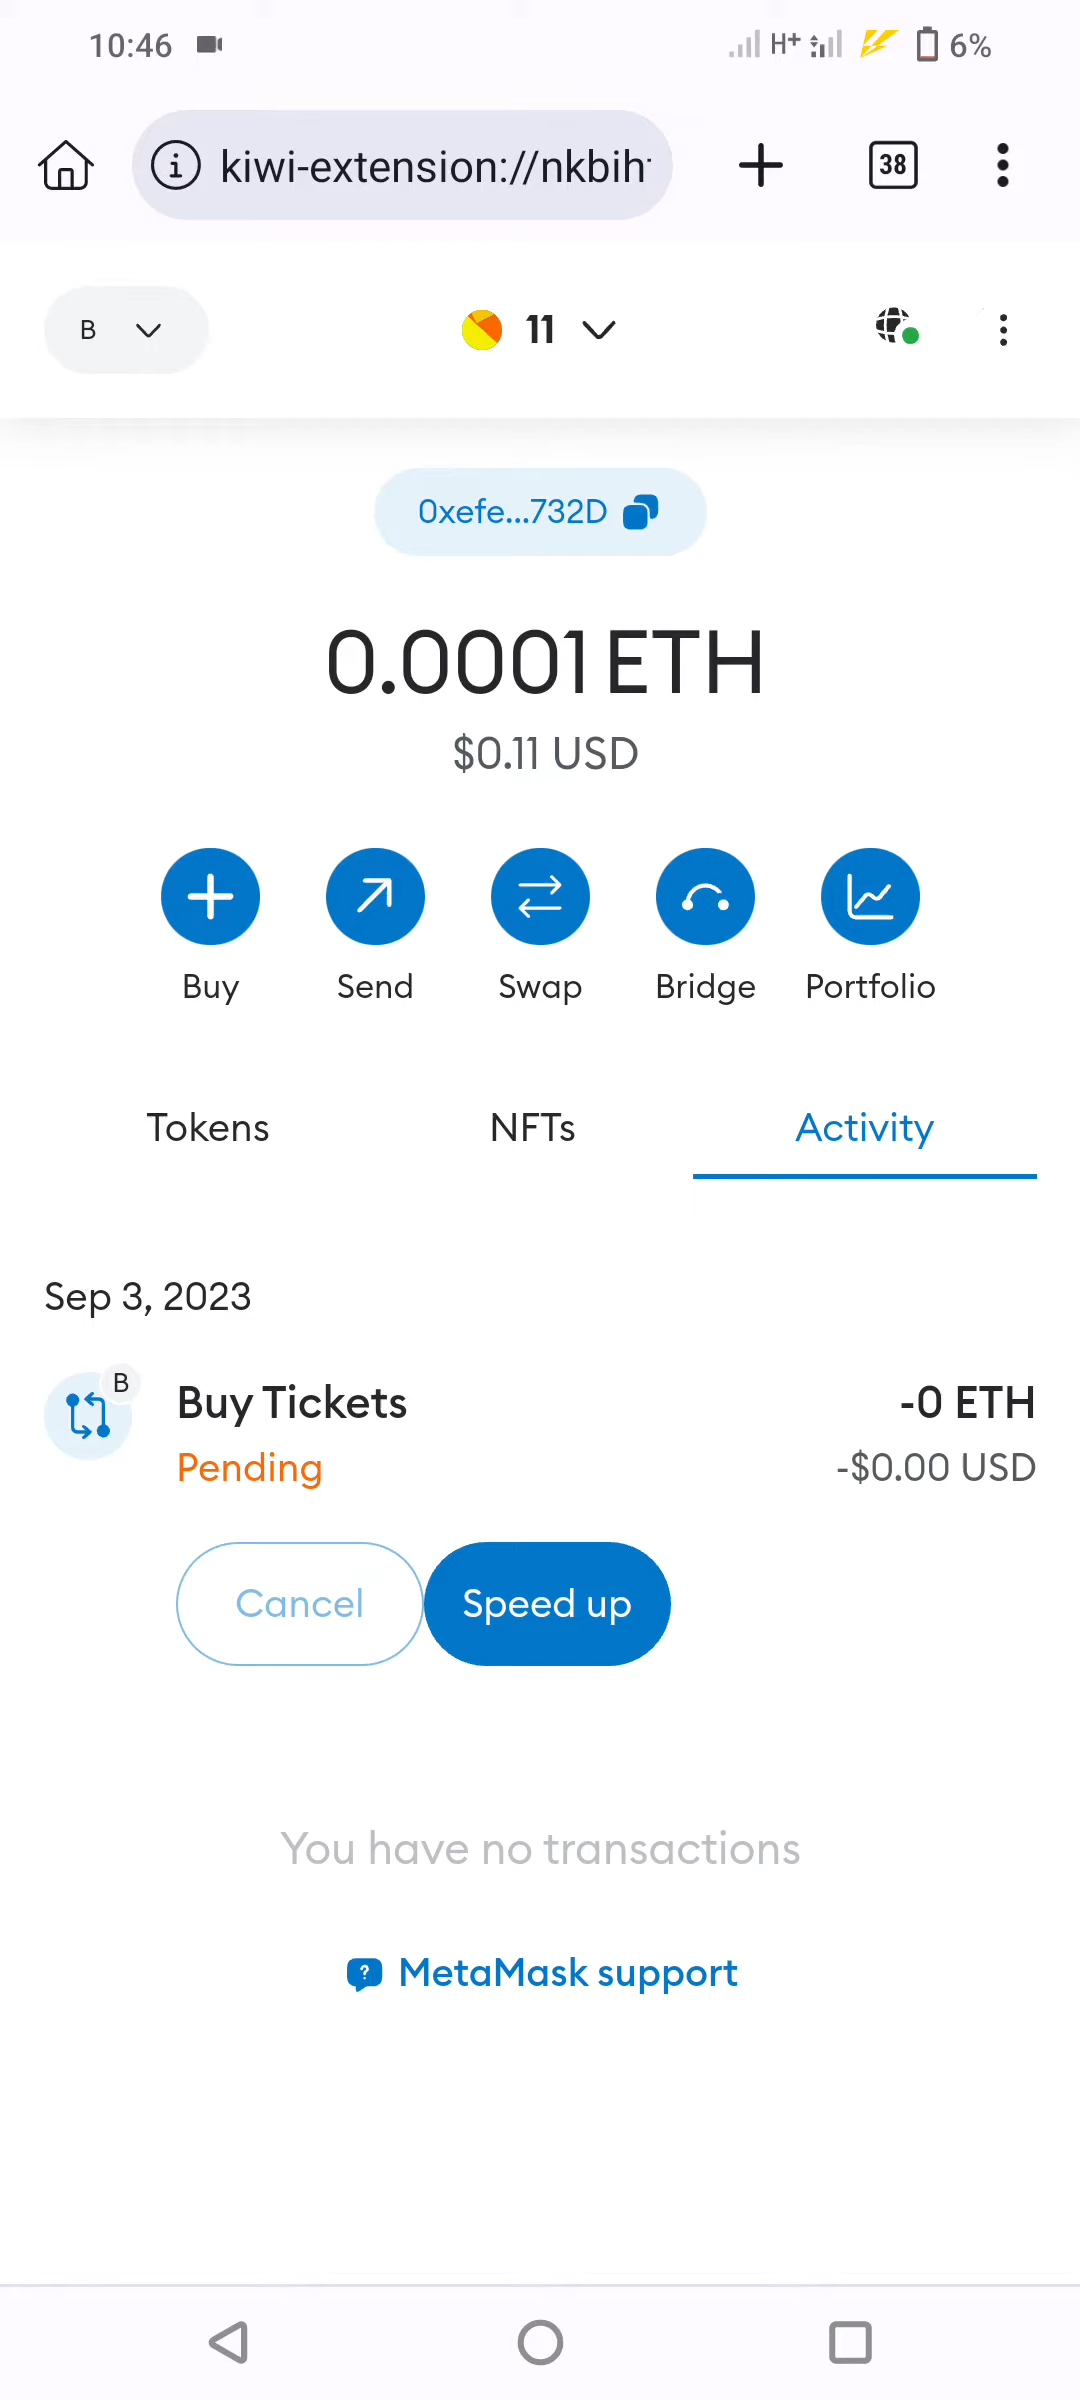 10:46 H+ 6%
kiwi-extension://nkbih
38
B 11
0xefe...732D
0.0001 ETH
$0.11 USD
Buy Send Swap Bridge Portfolio
Tokens NFTs Activity
Sep 3, 2023
B
Buy Tickets -0 ETH
Pending -$0.00 USD
Cancel Speed up
You have no transactions
MetaMask support